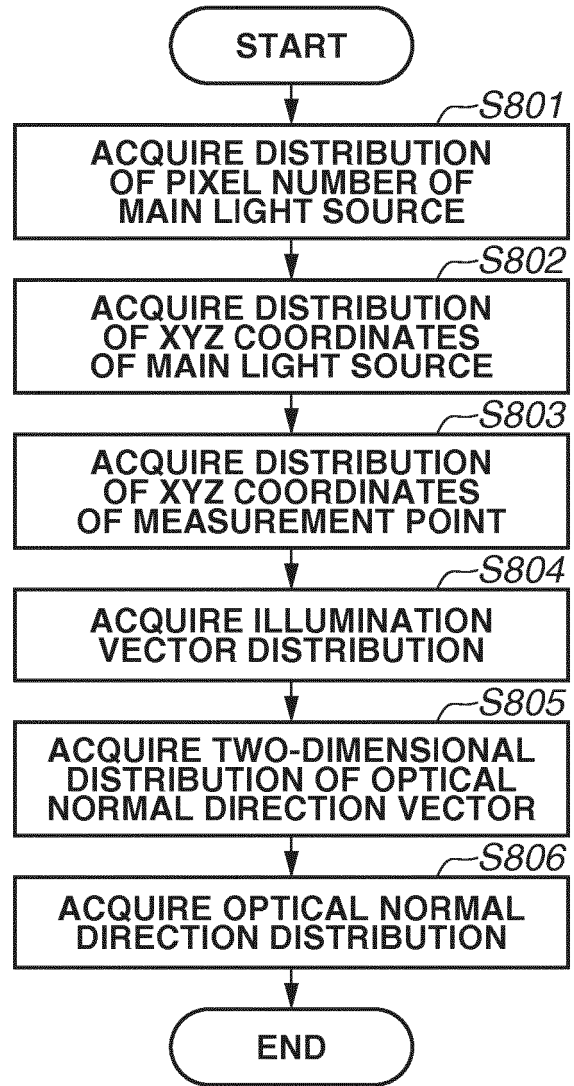 START
S801
ACQUIRE DISTRIBUTION
OF PIXEL NUMBER OF
MAIN LIGHT SOURCE
S802
ACQUIRE DISTRIBUTION
OF XYZ COORDINATES
OF MAIN LIGHT SOURCE
S803
ACQUIRE DISTRIBUTION
OF XYZ COORDINATES
OF MEASUREMENT POINT
S804
ACQUIRE ILLUMINATION
VECTOR DISTRIBUTION
S805
ACQUIRE TWO-DIMENSIONAL
DISTRIBUTION OF OPTICAL
NORMAL DIRECTION VECTOR
S806
ACQUIRE OPTICAL NORMAL
DIRECTION DISTRIBUTION
END